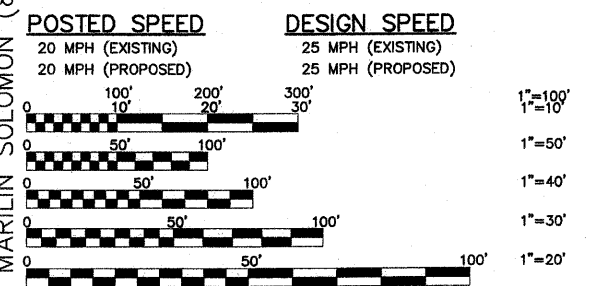 MARILIN SOLOMON (
POSTED SPEED
DESIGN SPEED
20 MPH (EXISTING)
25 MPH (EXISTING)
20 MPH (PROPOSED)
25 MPH (PROPOSED)
100' 200' 300' 1"=100'
0 10' 20' 30' 1"=10'
0 50' 100' 1"=50'
0 50' 100' 1"=40'
0 50' 100' 1"=30'
0 50' 100' 1"=20'